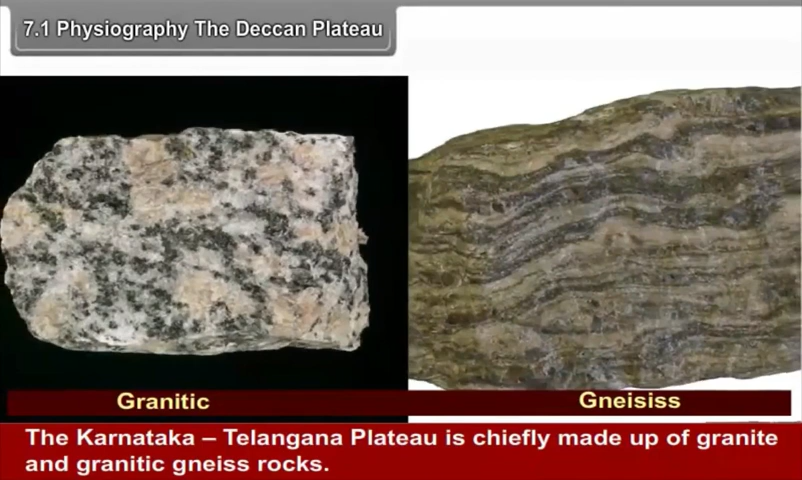 7.1 Physiography The Deccan Plateau
Granitic
Gneisiss
The Karnataka – Telangana Plateau is chiefly made up of granite
and granitic gneiss rocks.